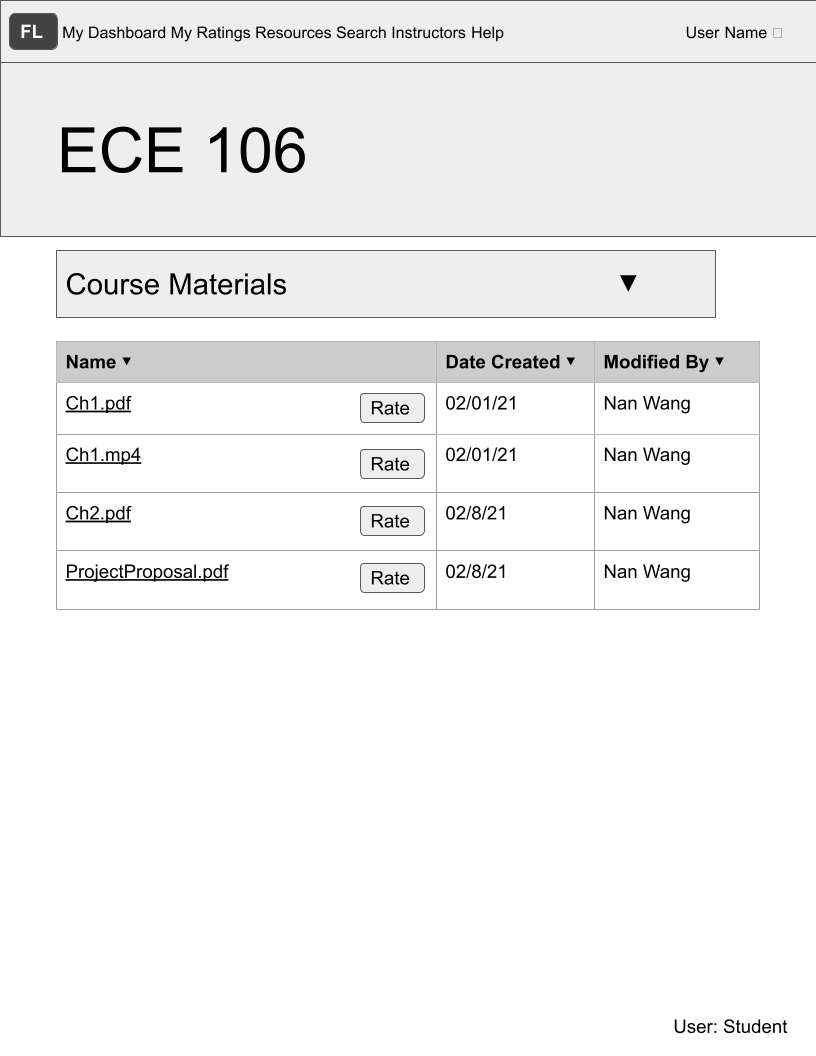 FL My Dashboard My Ratings Resources Search Instructors Help User Name
ECE 106
Course Materials ▼
Name ▼ Date Created ▼ Modified By ▼
Ch1.pdf Rate 02/01/21 Nan Wang
Ch1.mp4 Rate 02/01/21 Nan Wang
Ch2.pdf Rate 02/8/21 Nan Wang
ProjectProposal.pdf Rate 02/8/21 Nan Wang
User: Student